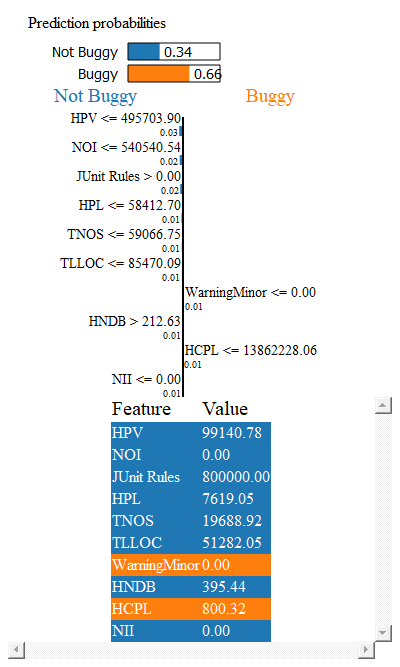 Prediction probabilities
Not Buggy 0.34
Buggy 0.66
Not Buggy Buggy
HPV <= 495703.90
0.03
NOI <= 540540.54
0.02
JUnit Rules > 0.00
0.02
HPL <= 58412.70
0.01
TNOS <= 59066.75
0.01
TLLOC <= 85470.09
0.01
WarningMinor <= 0.00
0.01
HNDB > 212.63
0.01
HCPL <= 13862228.06
0.01
NII <= 0.00
0.01
Feature Value
HPV 99140.78
NOI 0.00
JUnit Rules 800000.00
HPL 7619.05
TNOS 19688.92
TLLOC 51282.05
WarningMinor 0.00
HNDB 395.44
HCPL 800.32
NII 0.00